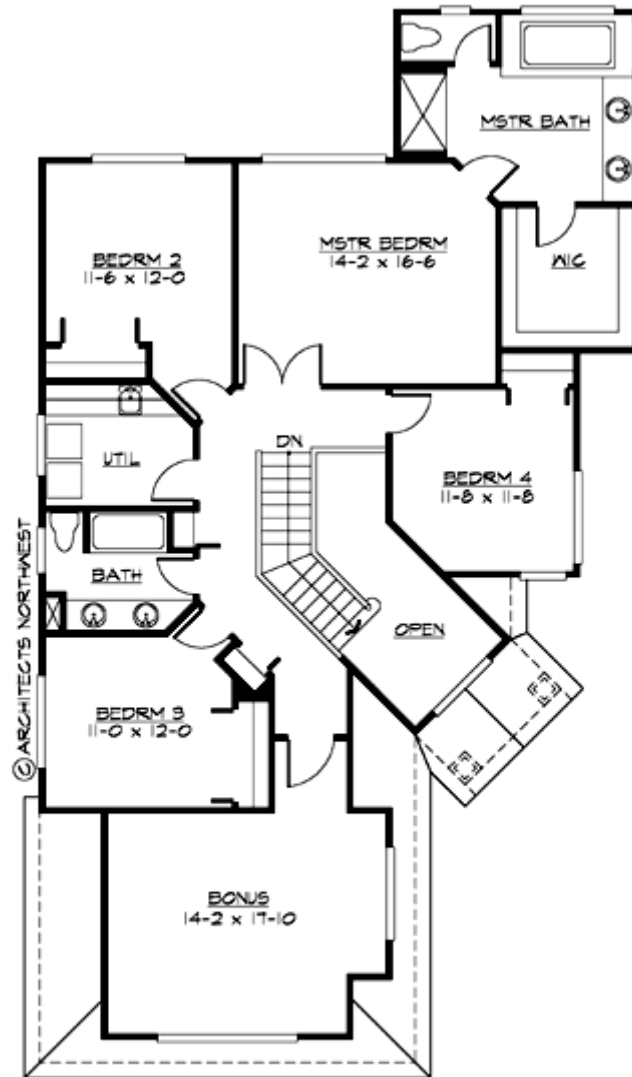 MSTR BATH
BEDRM 2
11-6 x 12-0
MSTR BEDRM
14-2 x 16-6
WIC
DN
UTIL
BEDRM 4
11-8 x 11-8
BATH
OPEN
BEDRM 3
11-0 x 12-0
BONUS
14-2 x 17-10
© ARCHITECTS NORTHWEST